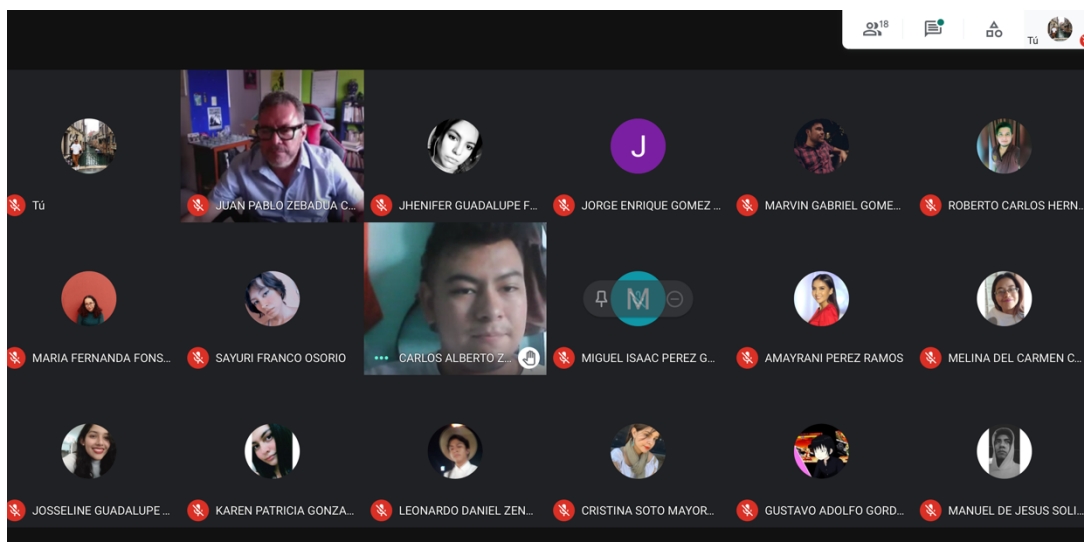 18
Tú
J
Tú
JUAN PABLO ZEBADUA C...
JHENIFER GUADALUPE F...
JORGE ENRIQUE GOMEZ ...
MARVIN GABRIEL GOME...
ROBERTO CARLOS HERN...
M
MARIA FERNANDA FONS...
SAYURI FRANCO OSORIO
CARLOS ALBERTO Z...
MIGUEL ISAAC PEREZ G...
AMAYRANI PEREZ RAMOS
MELINA DEL CARMEN C...
JOSSELINE GUADALUPE ...
KAREN PATRICIA GONZA...
LEONARDO DANIEL ZEN...
CRISTINA SOTO MAYOR...
GUSTAVO ADOLFO GORD...
MANUEL DE JESUS SOLI...